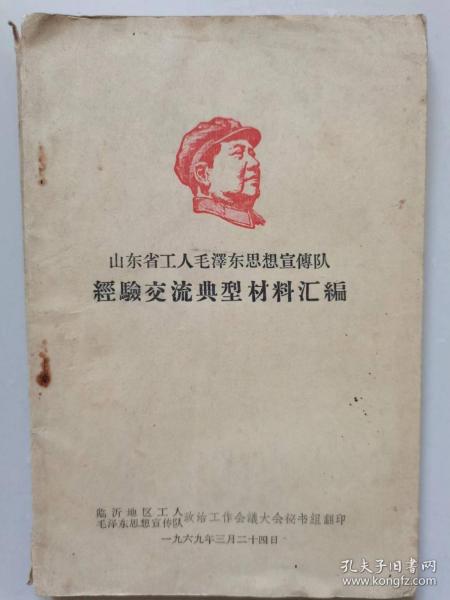 山东省工人毛澤东思想宣傳队
經驗交流典型材料汇編
临沂地区工人
毛泽东思想宣传队 政治工作会議大会秘书組翻印
一九六九年三月二十四日
孔夫子旧书网
www.kongfz.com